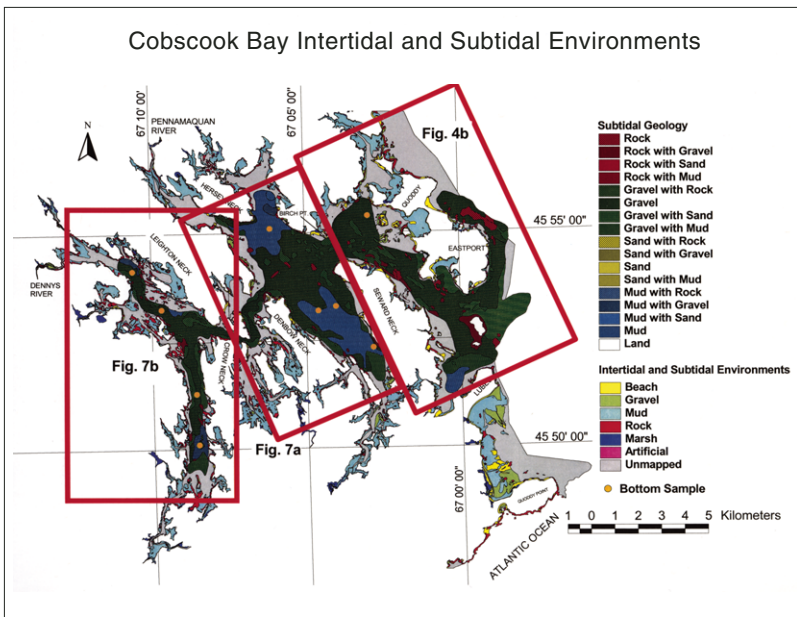 Cobscook Bay Intertidal and Subtidal Environments
67 10' 00"
67 05' 00"
N
PENNAMAQUAN
RIVER
Fig. 4b
HERSEY NECK
BIRCH PT
QUODDY
45 55' 00"
EASTPORT
LEIGHTON NECK
DENNYS
RIVER
SEWARD NECK
DENBOW NECK
CROW NECK
Fig. 7b
Fig. 7a
45 50' 00"
67 00' 00"
QUODDY POINT
ATLANTIC OCEAN
Subtidal Geology
Rock
Rock with Gravel
Rock with Sand
Rock with Mud
Gravel with Rock
Gravel
Gravel with Sand
Gravel with Mud
Sand with Rock
Sand with Gravel
Sand
Sand with Mud
Mud with Rock
Mud with Gravel
Mud with Sand
Mud
Land
Intertidal and Subtidal Environments
Beach
Gravel
Mud
Rock
Marsh
Artificial
Unmapped
Bottom Sample
1 0 1 2 3 4 5 Kilometers